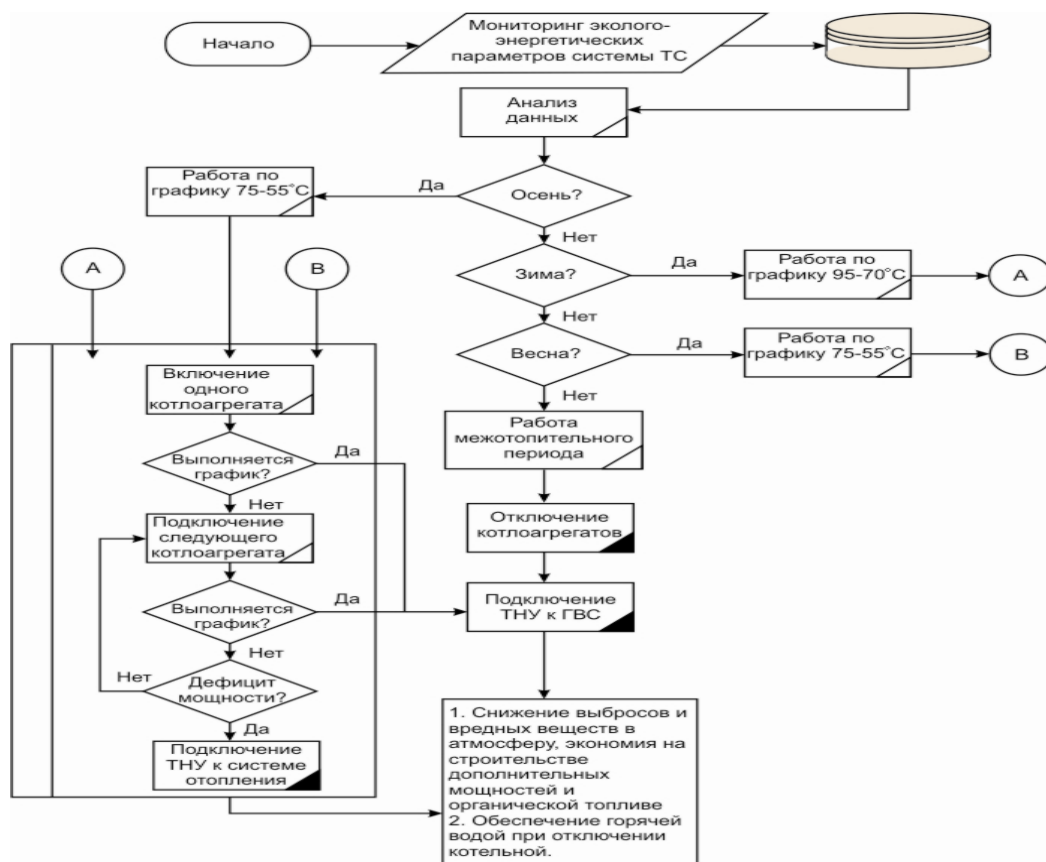 Начало
Мониторинг эколого-
энергетических
параметров системы ТС
Анализ
данных
Осень?
Да
Работа по
графику 75-55°С
Нет
Зима?
Да
Работа по
графику 95-70°С
А
Нет
Весна?
Да
Работа по
графику 75-55°С
В
Нет
Работа
межотопительного
периода
Отключение
котлоагрегатов
Подключение
ТНУ к ГВС
А
В
Включение
одного
котлоагрегата
Выполняется
график?
Да
Нет
Подключение
следующего
котлоагрегата
Выполняется
график?
Да
Нет
Дефицит
мощности?
Нет
Да
Подключение
ТНУ к системе
отопления
1. Снижение выбросов и
вредных веществ в
атмосферу, экономия на
строительстве
дополнительных
мощностей и
органической топливе
2. Обеспечение горячей
водой при отключении
котельной.